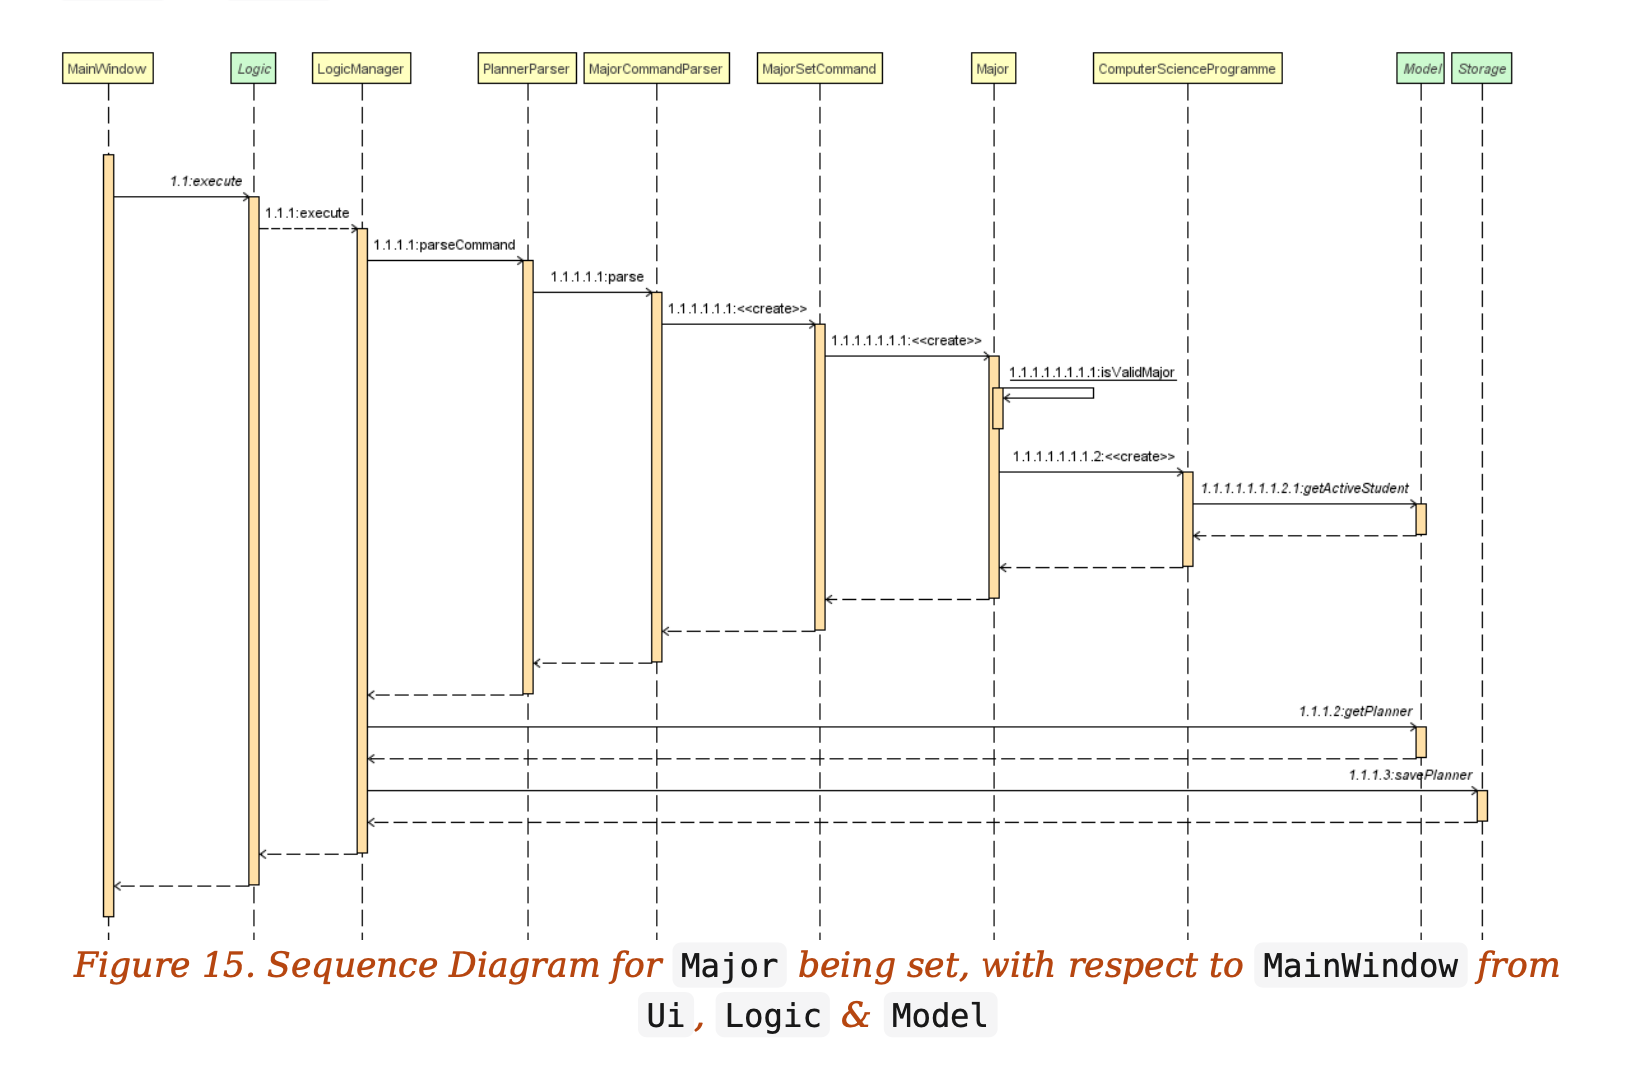 MainWindow
Logic
LogicManager
PlannerParser
MajorCommandParser
MajorSetCommand
Major
ComputerScienceProgramme
Model
Storage
1.1:execute
1.1.1:execute
1.1.1.1:parseCommand
1.1.1.1.1:parse
1.1.1.1.1.1:<<create>>
1.1.1.1.1.1.1:<<create>>
1.1.1.1.1.1.1.1:isValidMajor
1.1.1.1.1.1.1.2:<<create>>
1.1.1.1.1.1.1.2.1:getActiveStudent
1.1.1.2:getPlanner
1.1.1.3:savePlanner
Figure 15. Sequence Diagram for Major being set, with respect to MainWindow from
Ui, Logic & Model